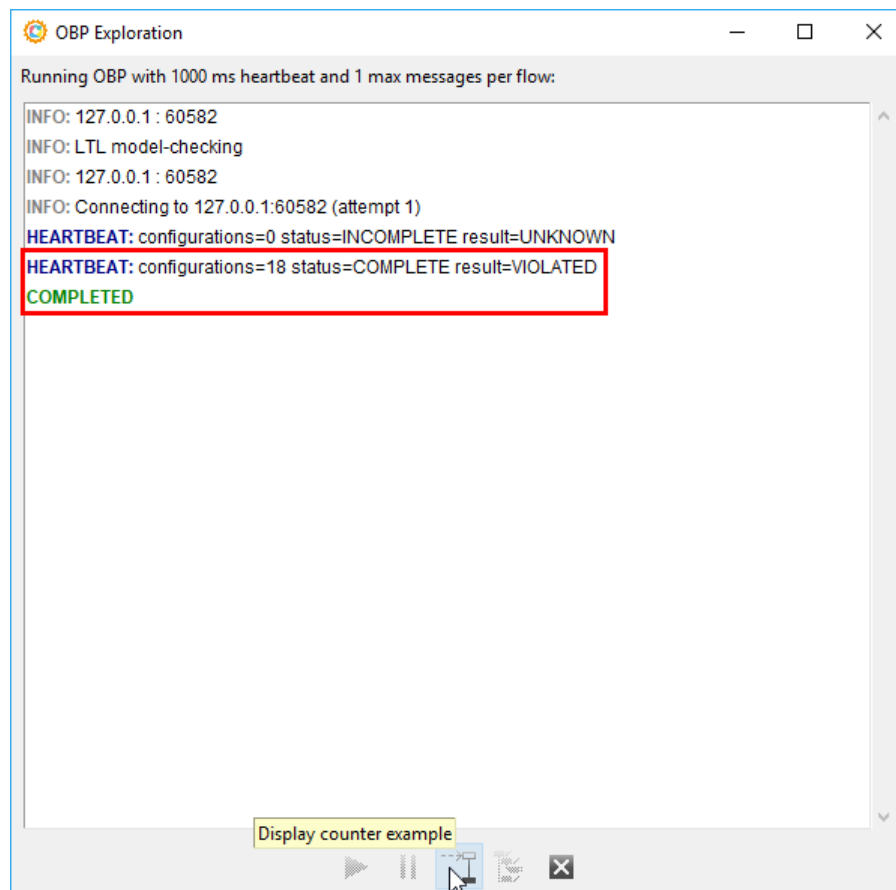 OBP Exploration
Running OBP with 1000 ms heartbeat and 1 max messages per flow:
INFO: 127.0.0.1 : 60582
INFO: LTL model-checking
INFO: 127.0.0.1 : 60582
INFO: Connecting to 127.0.0.1:60582 (attempt 1)
HEARTBEAT: configurations=0 status=INCOMPLETE result=UNKNOWN
HEARTBEAT: configurations=18 status=COMPLETE result=VIOLATED
COMPLETED
Display counter example